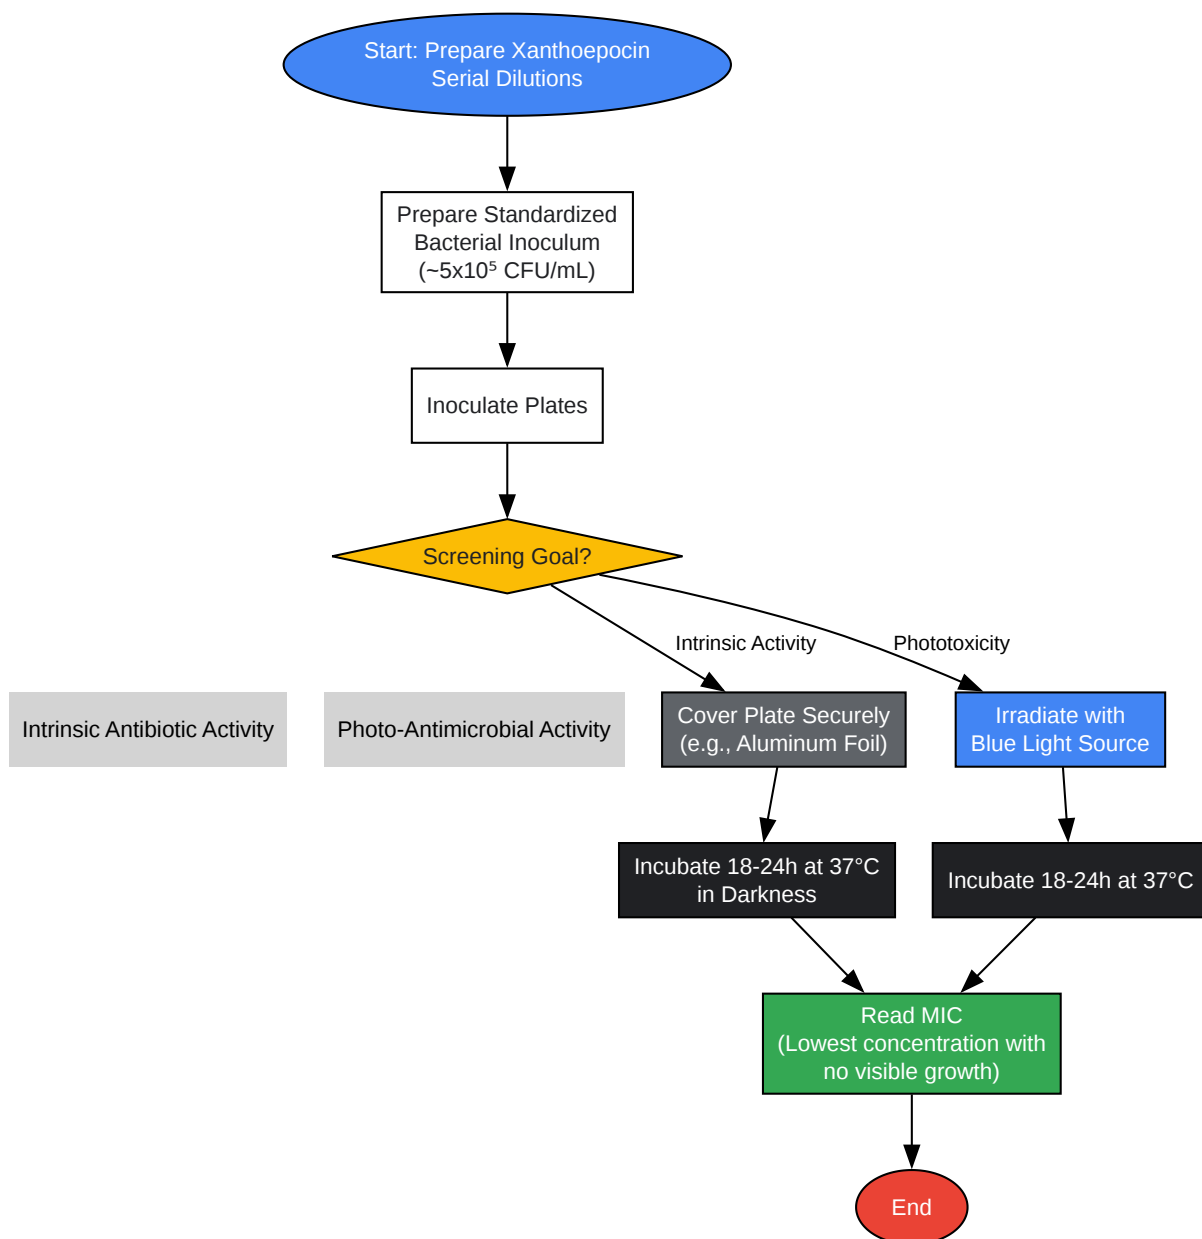 Start: Prepare Xanthoepocin
Serial Dilutions
Prepare Standardized
Bacterial Inoculum
(~5x10⁵ CFU/mL)
Inoculate Plates
Screening Goal?
Intrinsic Activity
Phototoxicity
Intrinsic Antibiotic Activity
Photo-Antimicrobial Activity
Cover Plate Securely
(e.g., Aluminum Foil)
Irradiate with
Blue Light Source
Incubate 18-24h at 37°C
in Darkness
Incubate 18-24h at 37°C
Read MIC
(Lowest concentration with
no visible growth)
End